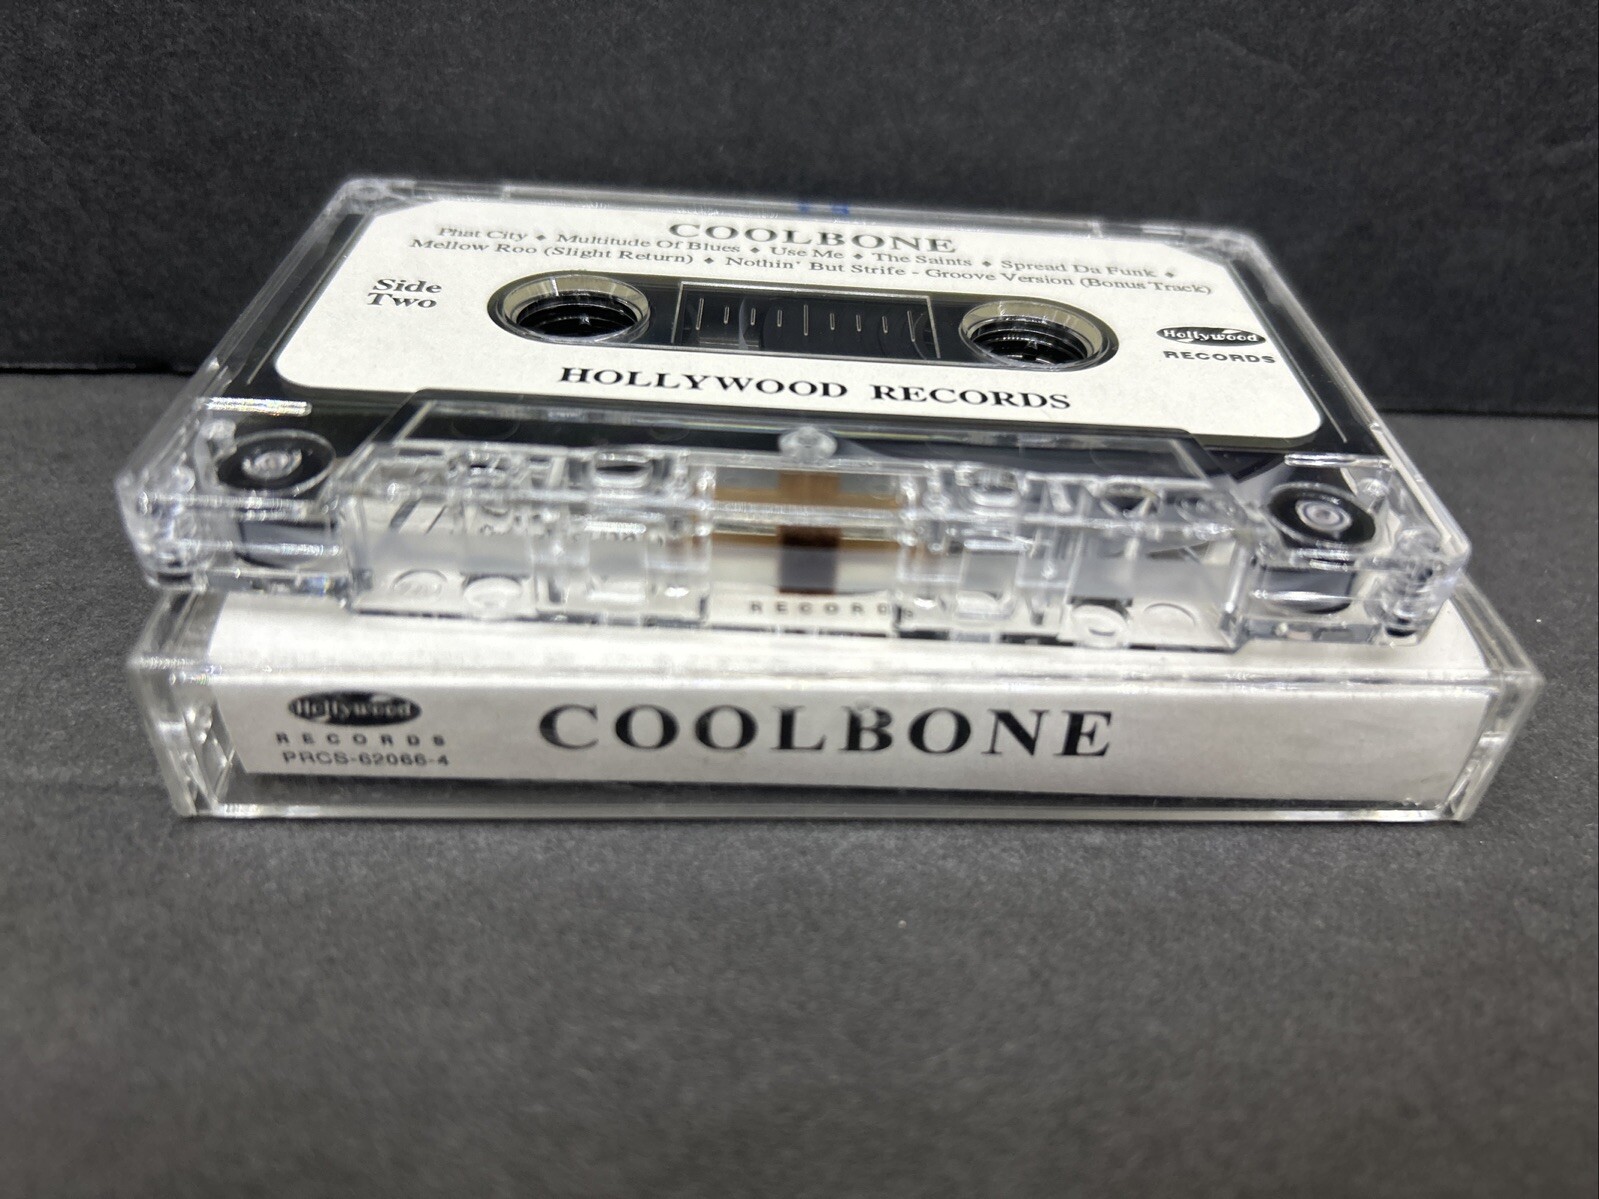 COOLBONE
Phat City ♦ Multitude Of Blues ♦ Use Me ♦ The Saints ♦ Spread Da Funk ♦
Mellow Roo (Slight Return) ♦ Nothin' But Strife - Groove Version (Bonus Track)
Side
Two
Hollywood
RECORDS
HOLLYWOOD RECORDS
RECORD
Hollywood
RECORDS
PRCS-62066-4
COOLBONE